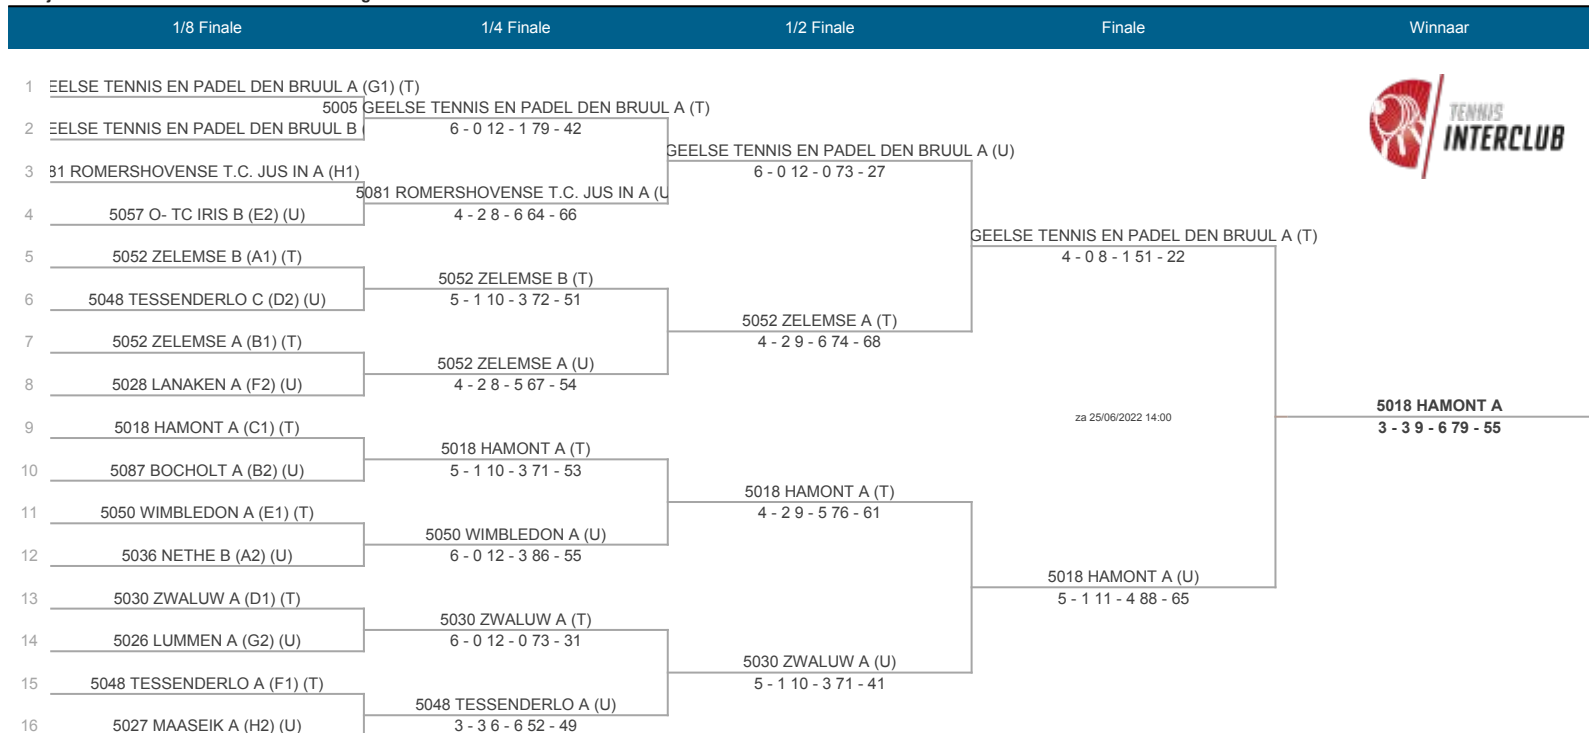 1/8 Finale 1/4 Finale 1/2 Finale Finale Winnaar
TENNIS
INTERCLUB
1 EELSE TENNIS EN PADEL DEN BRUUL A (G1) (T)
5005 GEELSE TENNIS EN PADEL DEN BRUUL A (T)
2 EELSE TENNIS EN PADEL DEN BRUUL B (
6 - 0 12 - 1 79 - 42
GEELSE TENNIS EN PADEL DEN BRUUL A (U)
6 - 0 12 - 0 73 - 27
3 81 ROMERSHOVENSE T.C. JUS IN A (H1)
5081 ROMERSHOVENSE T.C. JUS IN A (U
4 5057 O- TC IRIS B (E2) (U)
4 - 2 8 - 6 64 - 66
GEELSE TENNIS EN PADEL DEN BRUUL A (T)
4 - 0 8 - 1 51 - 22
5 5052 ZELEMSE B (A1) (T)
5052 ZELEMSE B (T)
6 5048 TESSENDERLO C (D2) (U)
5 - 1 10 - 3 72 - 51
5052 ZELEMSE A (T)
4 - 2 9 - 6 74 - 68
7 5052 ZELEMSE A (B1) (T)
5052 ZELEMSE A (U)
8 5028 LANAKEN A (F2) (U)
4 - 2 8 - 5 67 - 54
za 25/06/2022 14:00
5018 HAMONT A
3 - 3 9 - 6 79 - 55
9 5018 HAMONT A (C1) (T)
5018 HAMONT A (T)
10 5087 BOCHOLT A (B2) (U)
5 - 1 10 - 3 71 - 53
5018 HAMONT A (T)
4 - 2 9 - 5 76 - 61
11 5050 WIMBLEDON A (E1) (T)
5050 WIMBLEDON A (U)
12 5036 NETHE B (A2) (U)
6 - 0 12 - 3 86 - 55
5018 HAMONT A (U)
5 - 1 11 - 4 88 - 65
13 5030 ZWALUW A (D1) (T)
5030 ZWALUW A (T)
14 5026 LUMMEN A (G2) (U)
6 - 0 12 - 0 73 - 31
5030 ZWALUW A (U)
5 - 1 10 - 3 71 - 41
15 5048 TESSENDERLO A (F1) (T)
5048 TESSENDERLO A (U)
16 5027 MAASEIK A (H2) (U)
3 - 3 6 - 6 52 - 49